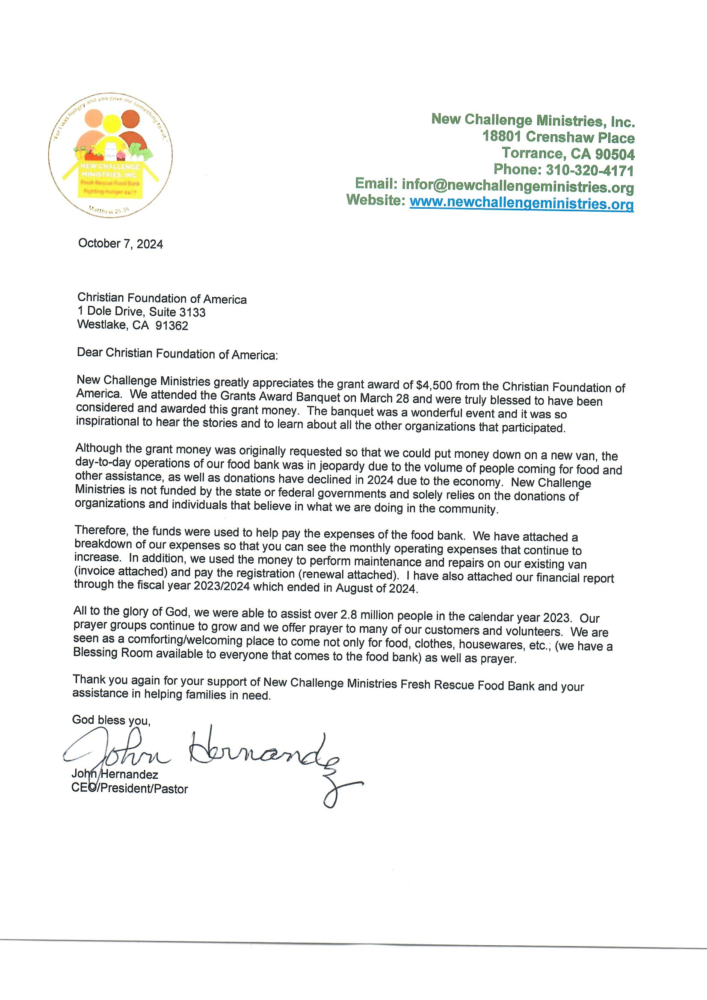 "For I was hungry and you gave me something to eat."
MILK
NEW CHALLENGE
MINISTRIES, INC.
Fresh Rescue Food Bank
Fighting Hunger 24/7
Matthew 25:35
New Challenge Ministries, Inc.
18801 Crenshaw Place
Torrance, CA 90504
Phone: 310-320-4171
Email: infor@newchallengeministries.org
Website: www.newchallengeministries.org
October 7, 2024
Christian Foundation of America
1 Dole Drive, Suite 3133
Westlake, CA  91362
Dear Christian Foundation of America:
New Challenge Ministries greatly appreciates the grant award of $4,500 from the Christian Foundation of
America.  We attended the Grants Award Banquet on March 28 and were truly blessed to have been
considered and awarded this grant money.  The banquet was a wonderful event and it was so
inspirational to hear the stories and to learn about all the other organizations that participated.
Although the grant money was originally requested so that we could put money down on a new van, the
day-to-day operations of our food bank was in jeopardy due to the volume of people coming for food and
other assistance, as well as donations have declined in 2024 due to the economy.  New Challenge
Ministries is not funded by the state or federal governments and solely relies on the donations of
organizations and individuals that believe in what we are doing in the community.
Therefore, the funds were used to help pay the expenses of the food bank.  We have attached a
breakdown of our expenses so that you can see the monthly operating expenses that continue to
increase.  In addition, we used the money to perform maintenance and repairs on our existing van
(invoice attached) and pay the registration (renewal attached).  I have also attached our financial report
through the fiscal year 2023/2024 which ended in August of 2024.
All to the glory of God, we were able to assist over 2.8 million people in the calendar year 2023.  Our
prayer groups continue to grow and we offer prayer to many of our customers and volunteers.  We are
seen as a comforting/welcoming place to come not only for food, clothes, housewares, etc.; (we have a
Blessing Room available to everyone that comes to the food bank) as well as prayer.
Thank you again for your support of New Challenge Ministries Fresh Rescue Food Bank and your
assistance in helping families in need.
God bless you,
John Hernandez
John Hernandez
CEO/President/Pastor